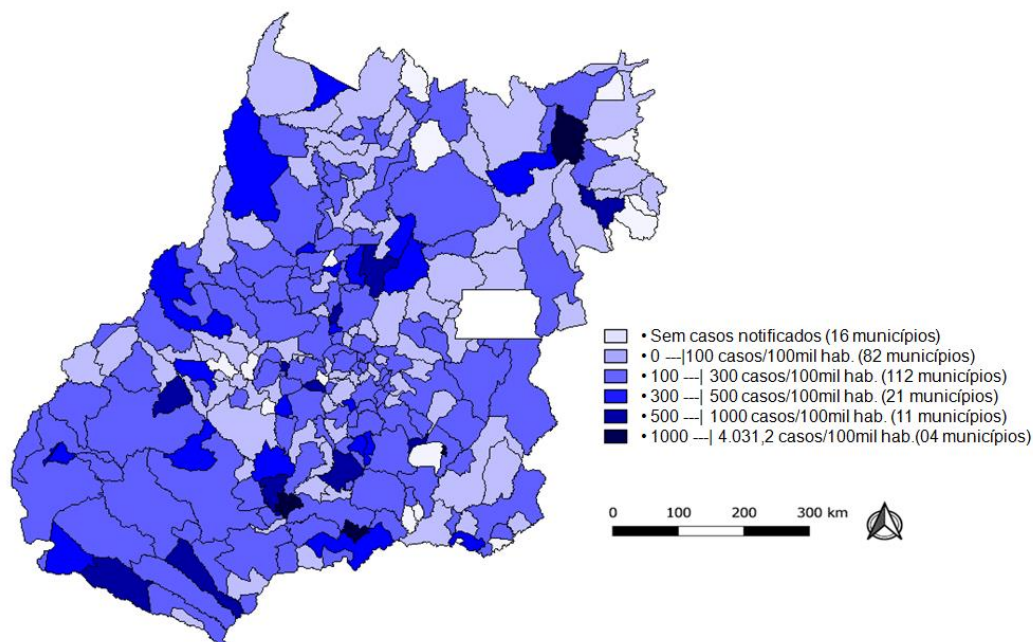 • Sem casos notificados (16 municípios)
• 0 ---|100 casos/100mil hab. (82 municípios)
• 100 ---| 300 casos/100mil hab. (112 municípios)
• 300 ---| 500 casos/100mil hab. (21 municípios)
• 500 ---| 1000 casos/100mil hab. (11 municípios)
• 1000 ---| 4.031,2 casos/100mil hab.(04 municípios)
0 100 200 300 km